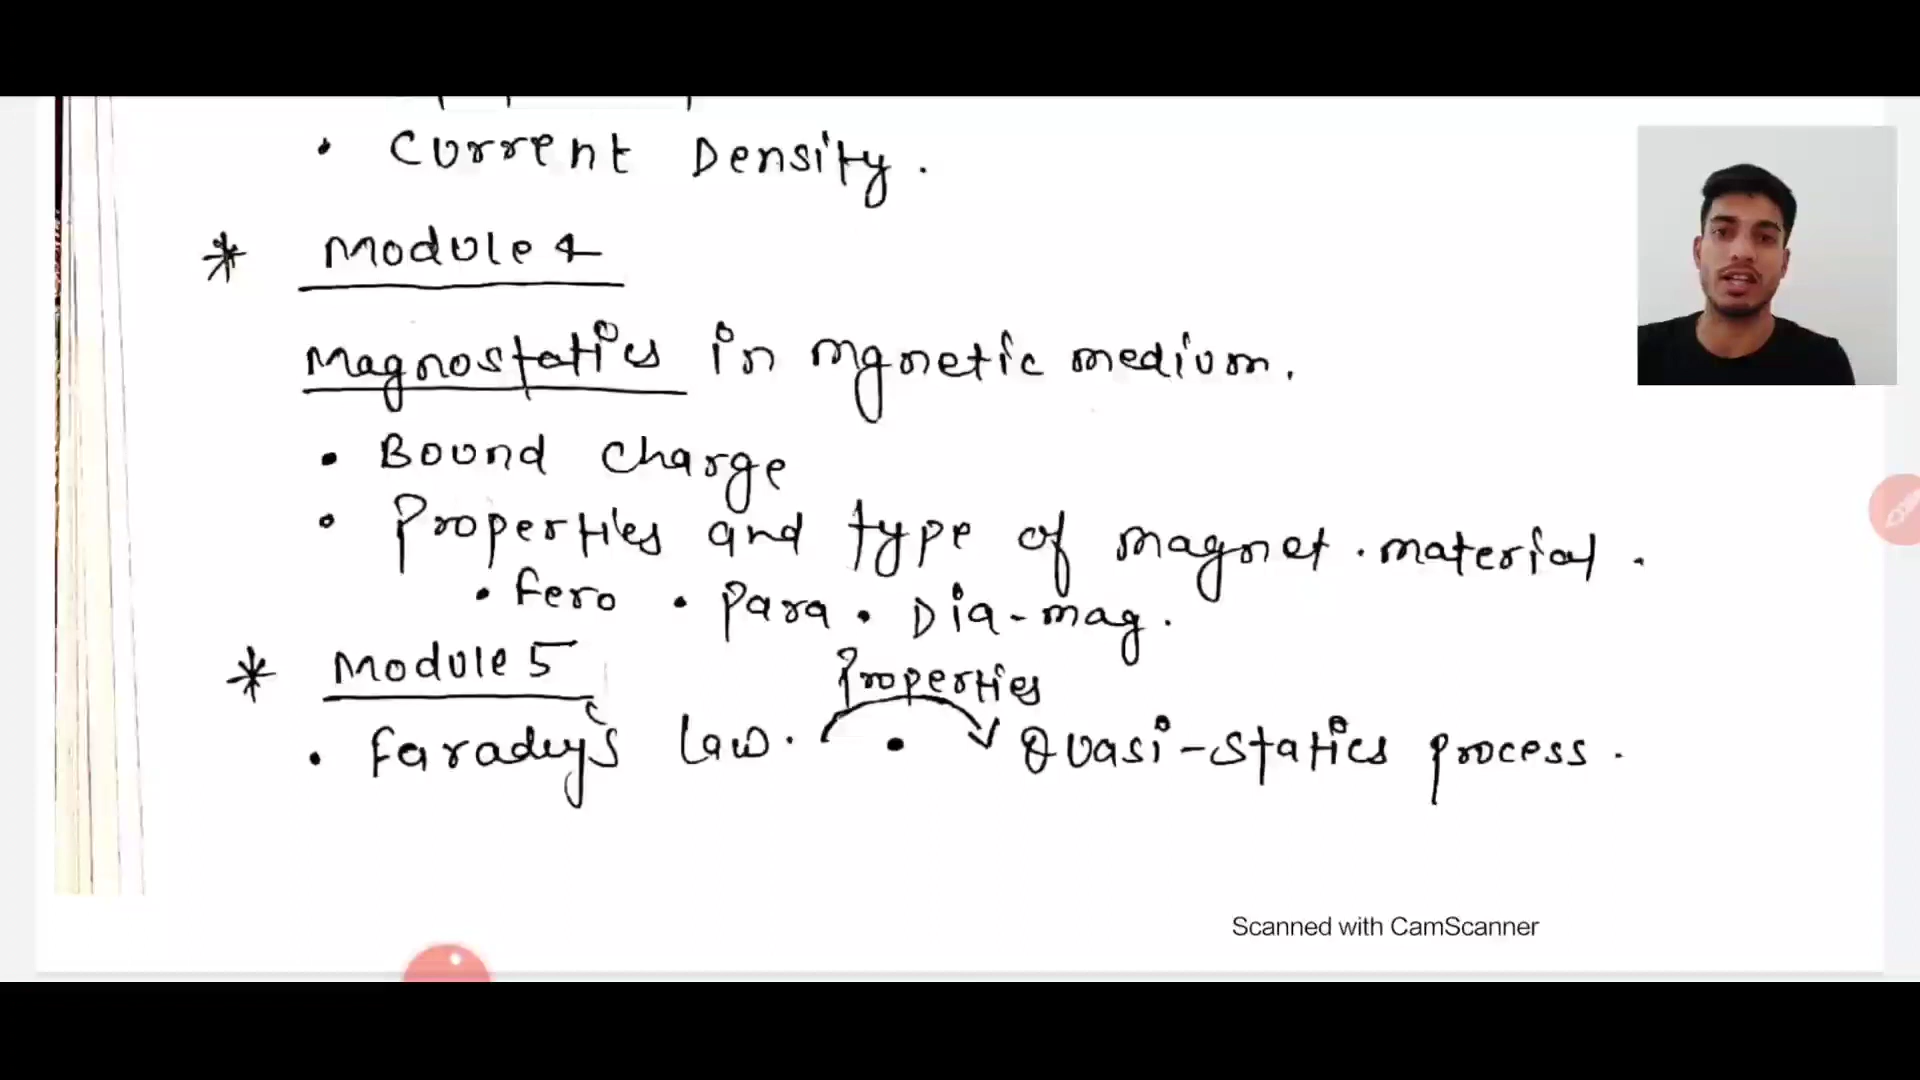 • Current Density.
* Module 4
Magnostatics in mgnetic medium.
• Bound charge
• Properties and type of magnet. material.
• fero • para • Dia-mag.
* Module 5
Properties
• Faradey's law. • Quasi-statics process.
Scanned with CamScanner